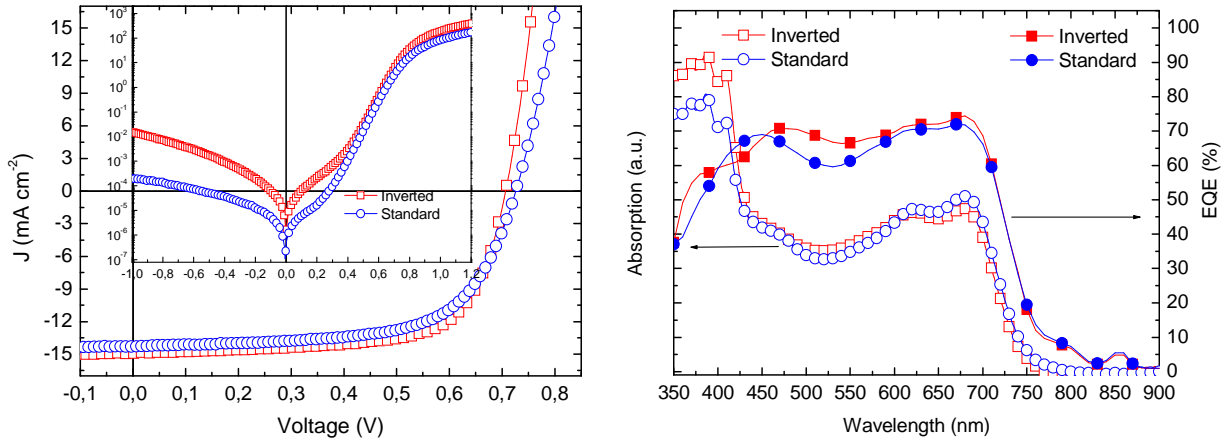 15
12
9
6
3
0
-3
-6
-9
-12
-15
J (mA cm-2)
10³
10²
10¹
10⁰
10⁻¹
10⁻²
10⁻³
10⁻⁴
10⁻⁵
10⁻⁶
10⁻⁷
Inverted
Standard
-1,0 -0,8 -0,6 -0,4 -0,2 0,0 0,2 0,4 0,6 0,8 1,0 1,2
-0,1 0,0 0,1 0,2 0,3 0,4 0,5 0,6 0,7 0,8
Voltage (V)
Absorption (a.u.)
Inverted
Standard
Inverted
Standard
100
90
80
70
60
50
40
30
20
10
0
EQE (%)
350 400 450 500 550 600 650 700 750 800 850 900
Wavelength (nm)